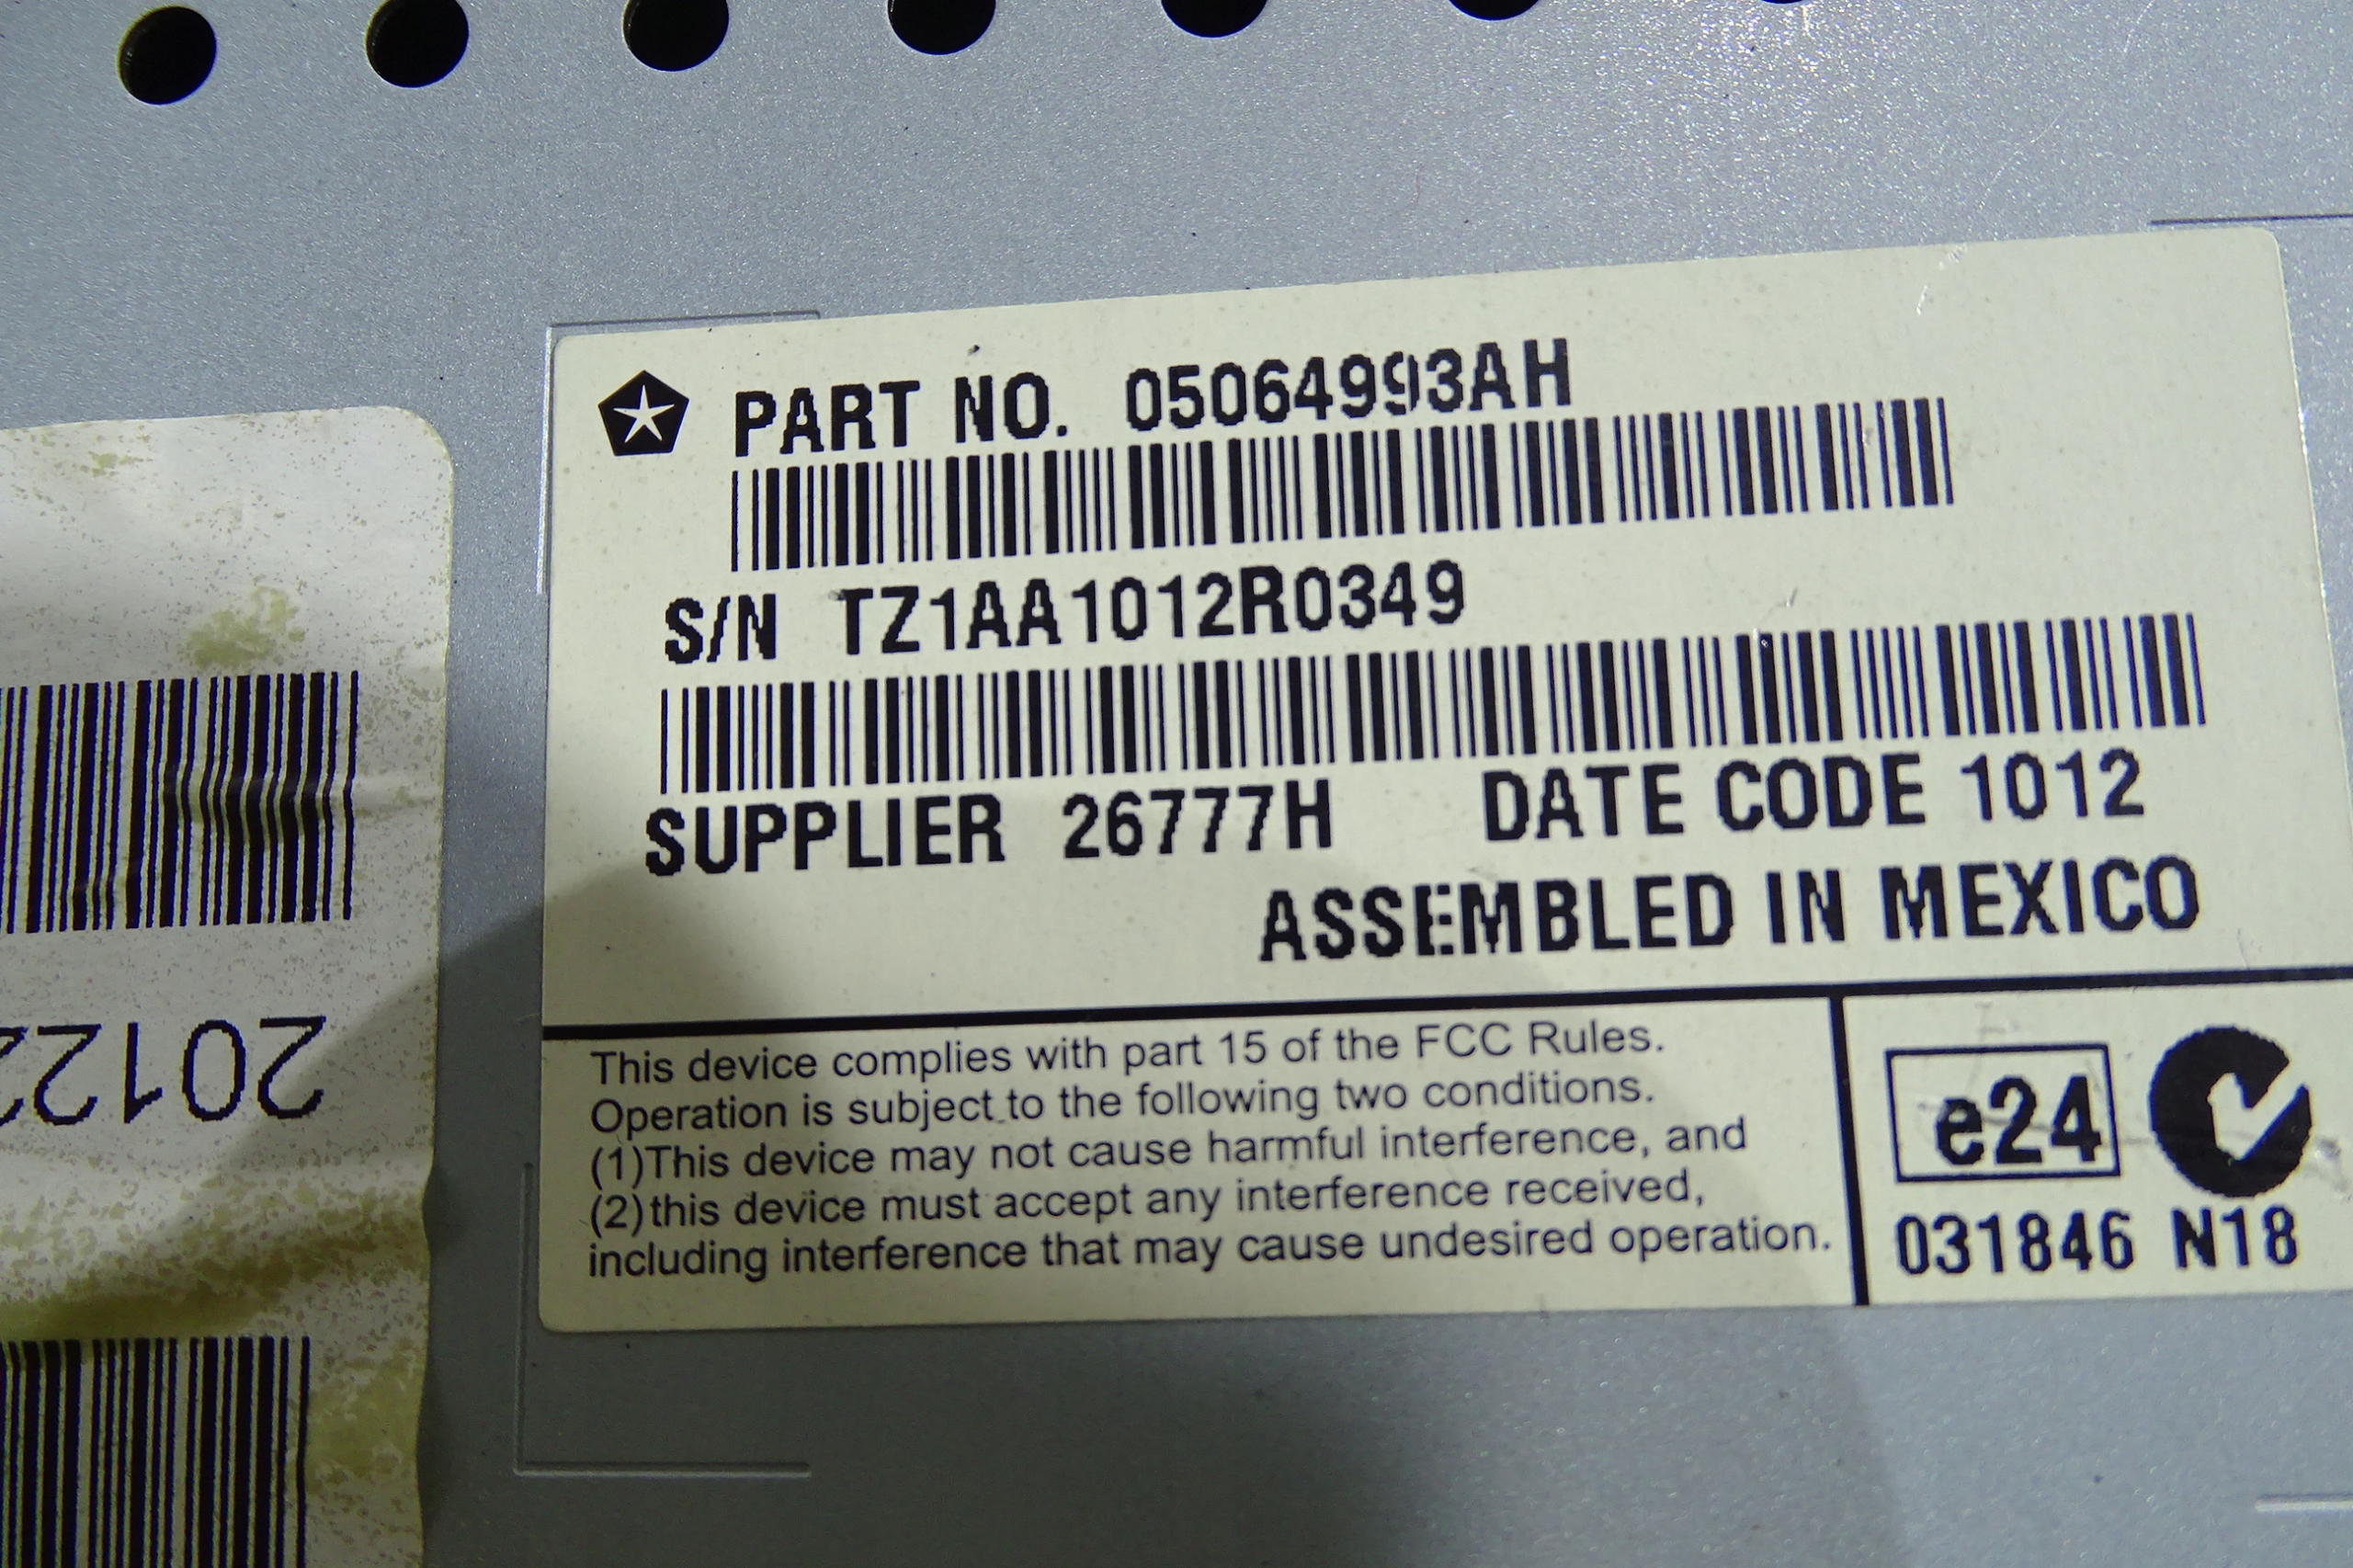 PART NO. 05064993AH
S/N TZ1AA1012R0349
SUPPLIER 26777H DATE CODE 1012
ASSEMBLED IN MEXICO
This device complies with part 15 of the FCC Rules.
Operation is subject to the following two conditions.
(1)This device may not cause harmful interference, and
(2)this device must accept any interference received,
including interference that may cause undesired operation.
e24
031846 N18
2012